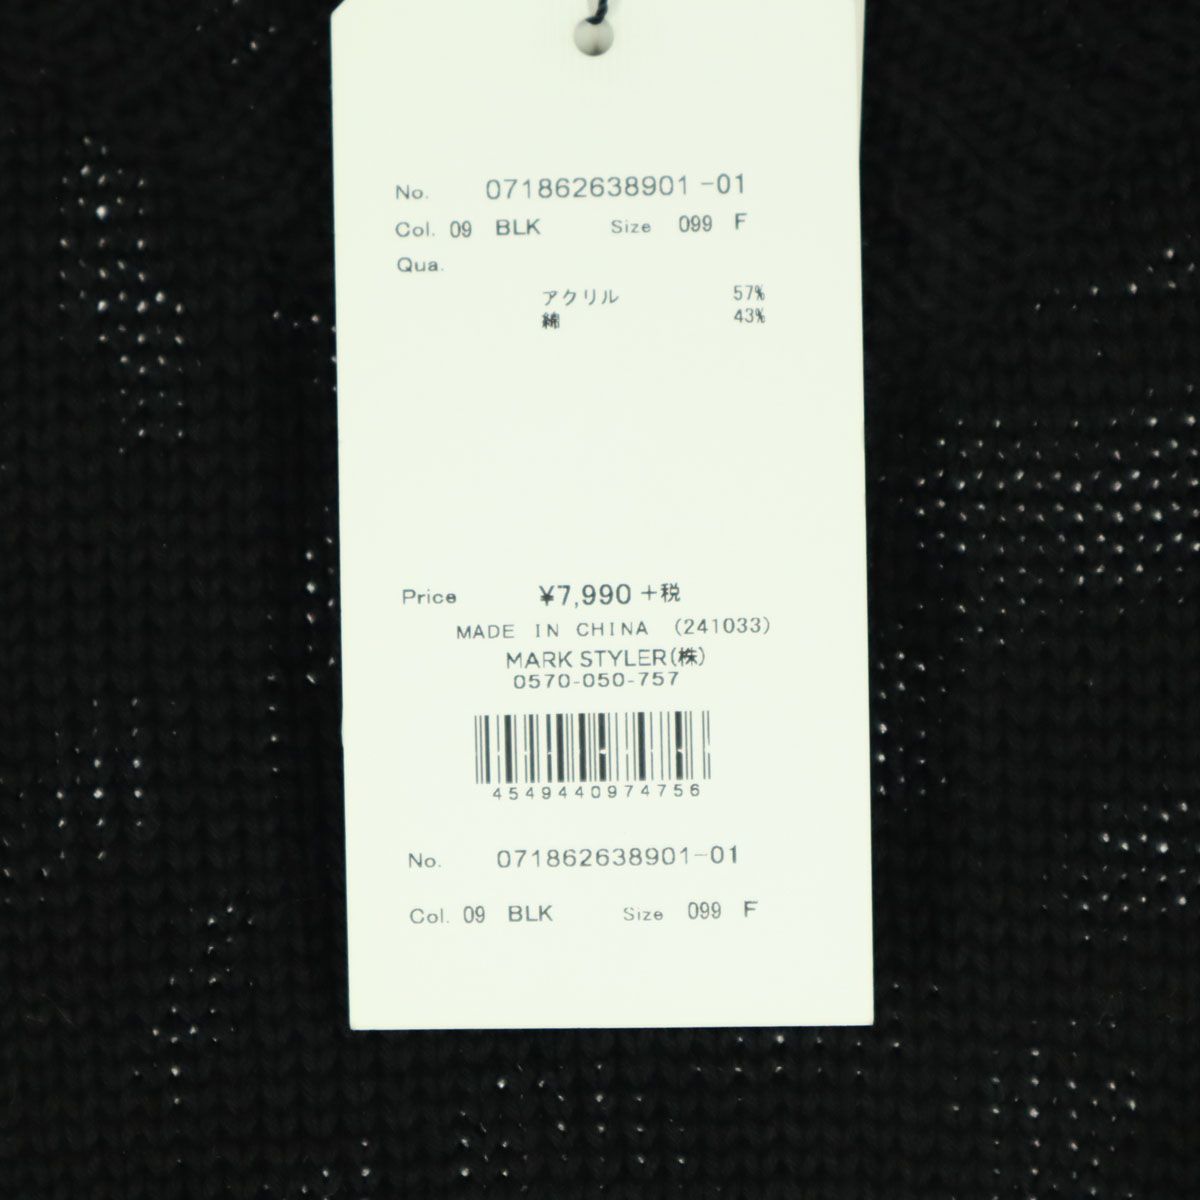 No. 071862638901-01
Col. 09 BLK Size 099 F
Qua.
アクリル 57%
綿 43%
Price ¥7,990 +税
MADE IN CHINA (241033)
MARK STYLER(株)
0570-050-757
4549440974756
No. 071862638901-01
Col. 09 BLK Size 099 F